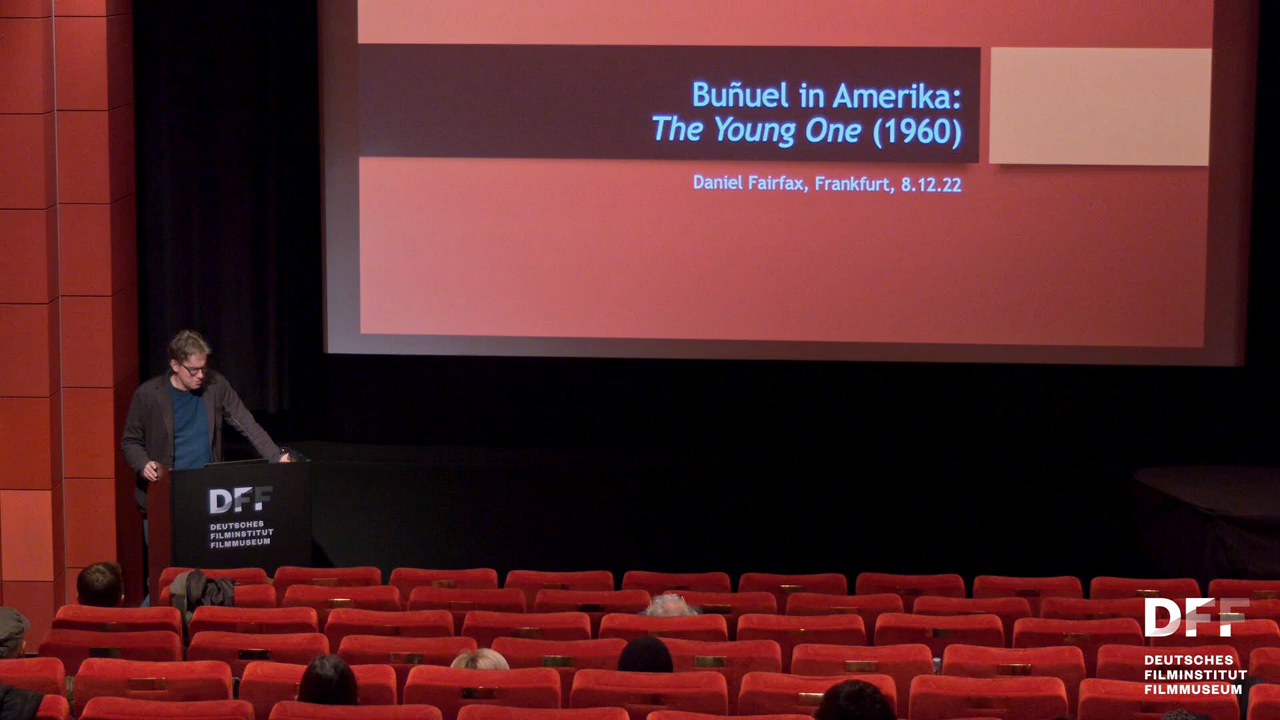 Buñuel in Amerika:
The Young One (1960)
Daniel Fairfax, Frankfurt, 8.12.22
DFF
DEUTSCHES
FILMINSTITUT
FILMMUSEUM
DFF
DEUTSCHES
FILMINSTITUT
FILMMUSEUM